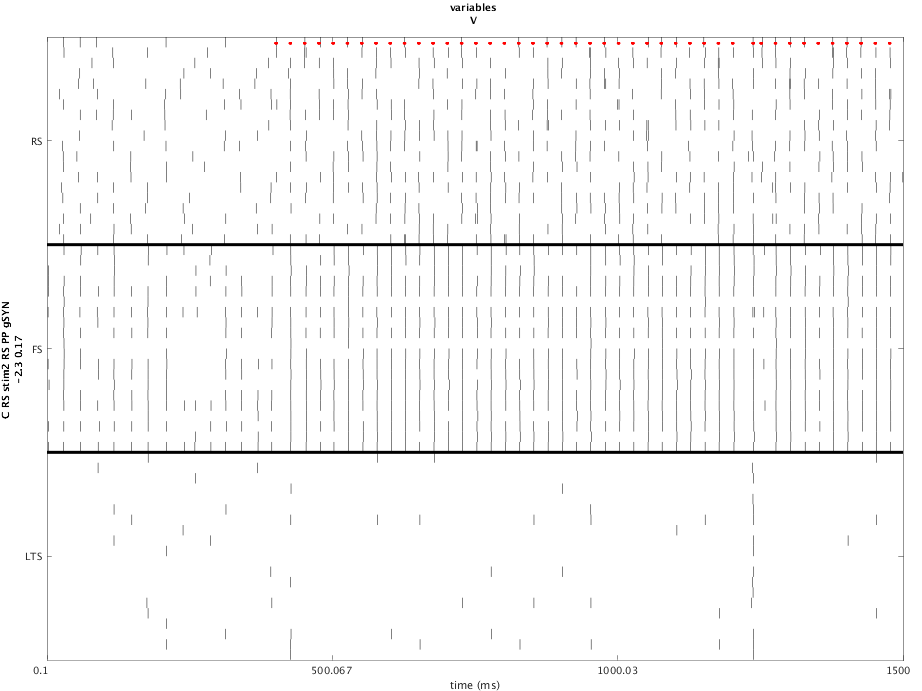 variables
V
RS
FS
LTS
C RS stim2 RS PP gSYN
-2.3 0.17
0.1
500.067
1000.03
1500
time (ms)